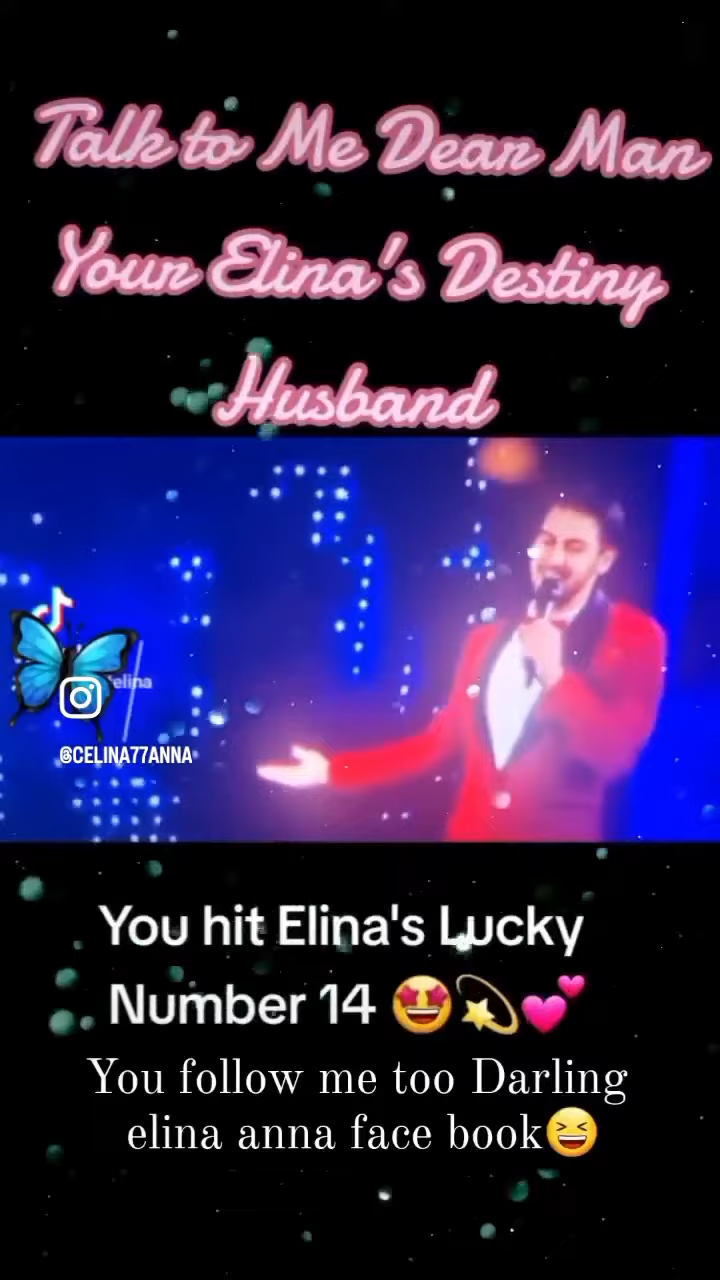 Talk to Me Dear Man
Your Elina's Destiny
Husband
elina
@CELINA77ANNA
You hit Elina's Lucky
Number 14 🤩💫💕
You follow me too Darling
elina anna face book😆